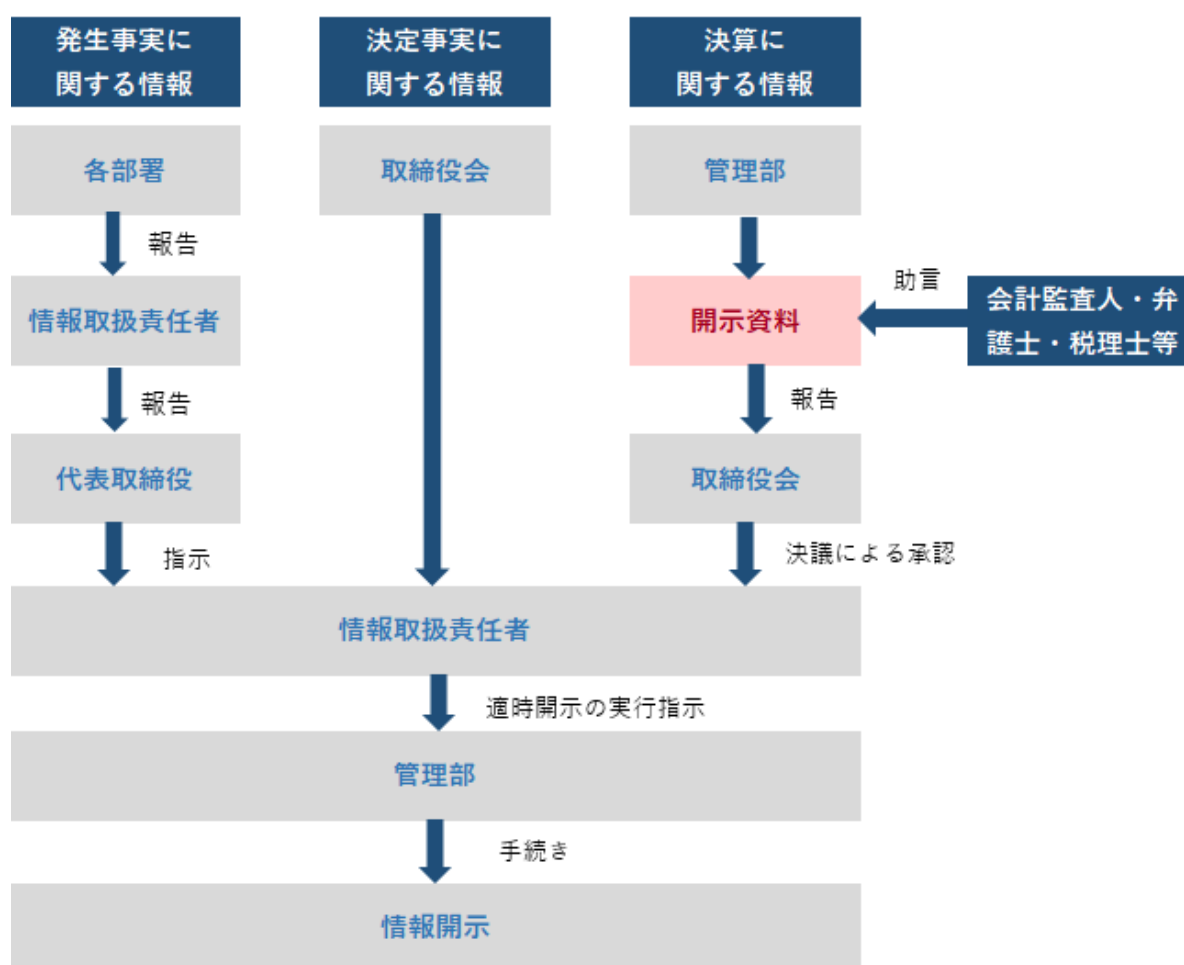 発生事実に
関する情報
決定事実に
関する情報
決算に
関する情報
各部署
取締役会
管理部
報告
情報取扱責任者
開示資料
助言
会計監査人・弁
護士・税理士等
報告
報告
代表取締役
取締役会
指示
決議による承認
情報取扱責任者
適時開示の実行指示
管理部
手続き
情報開示